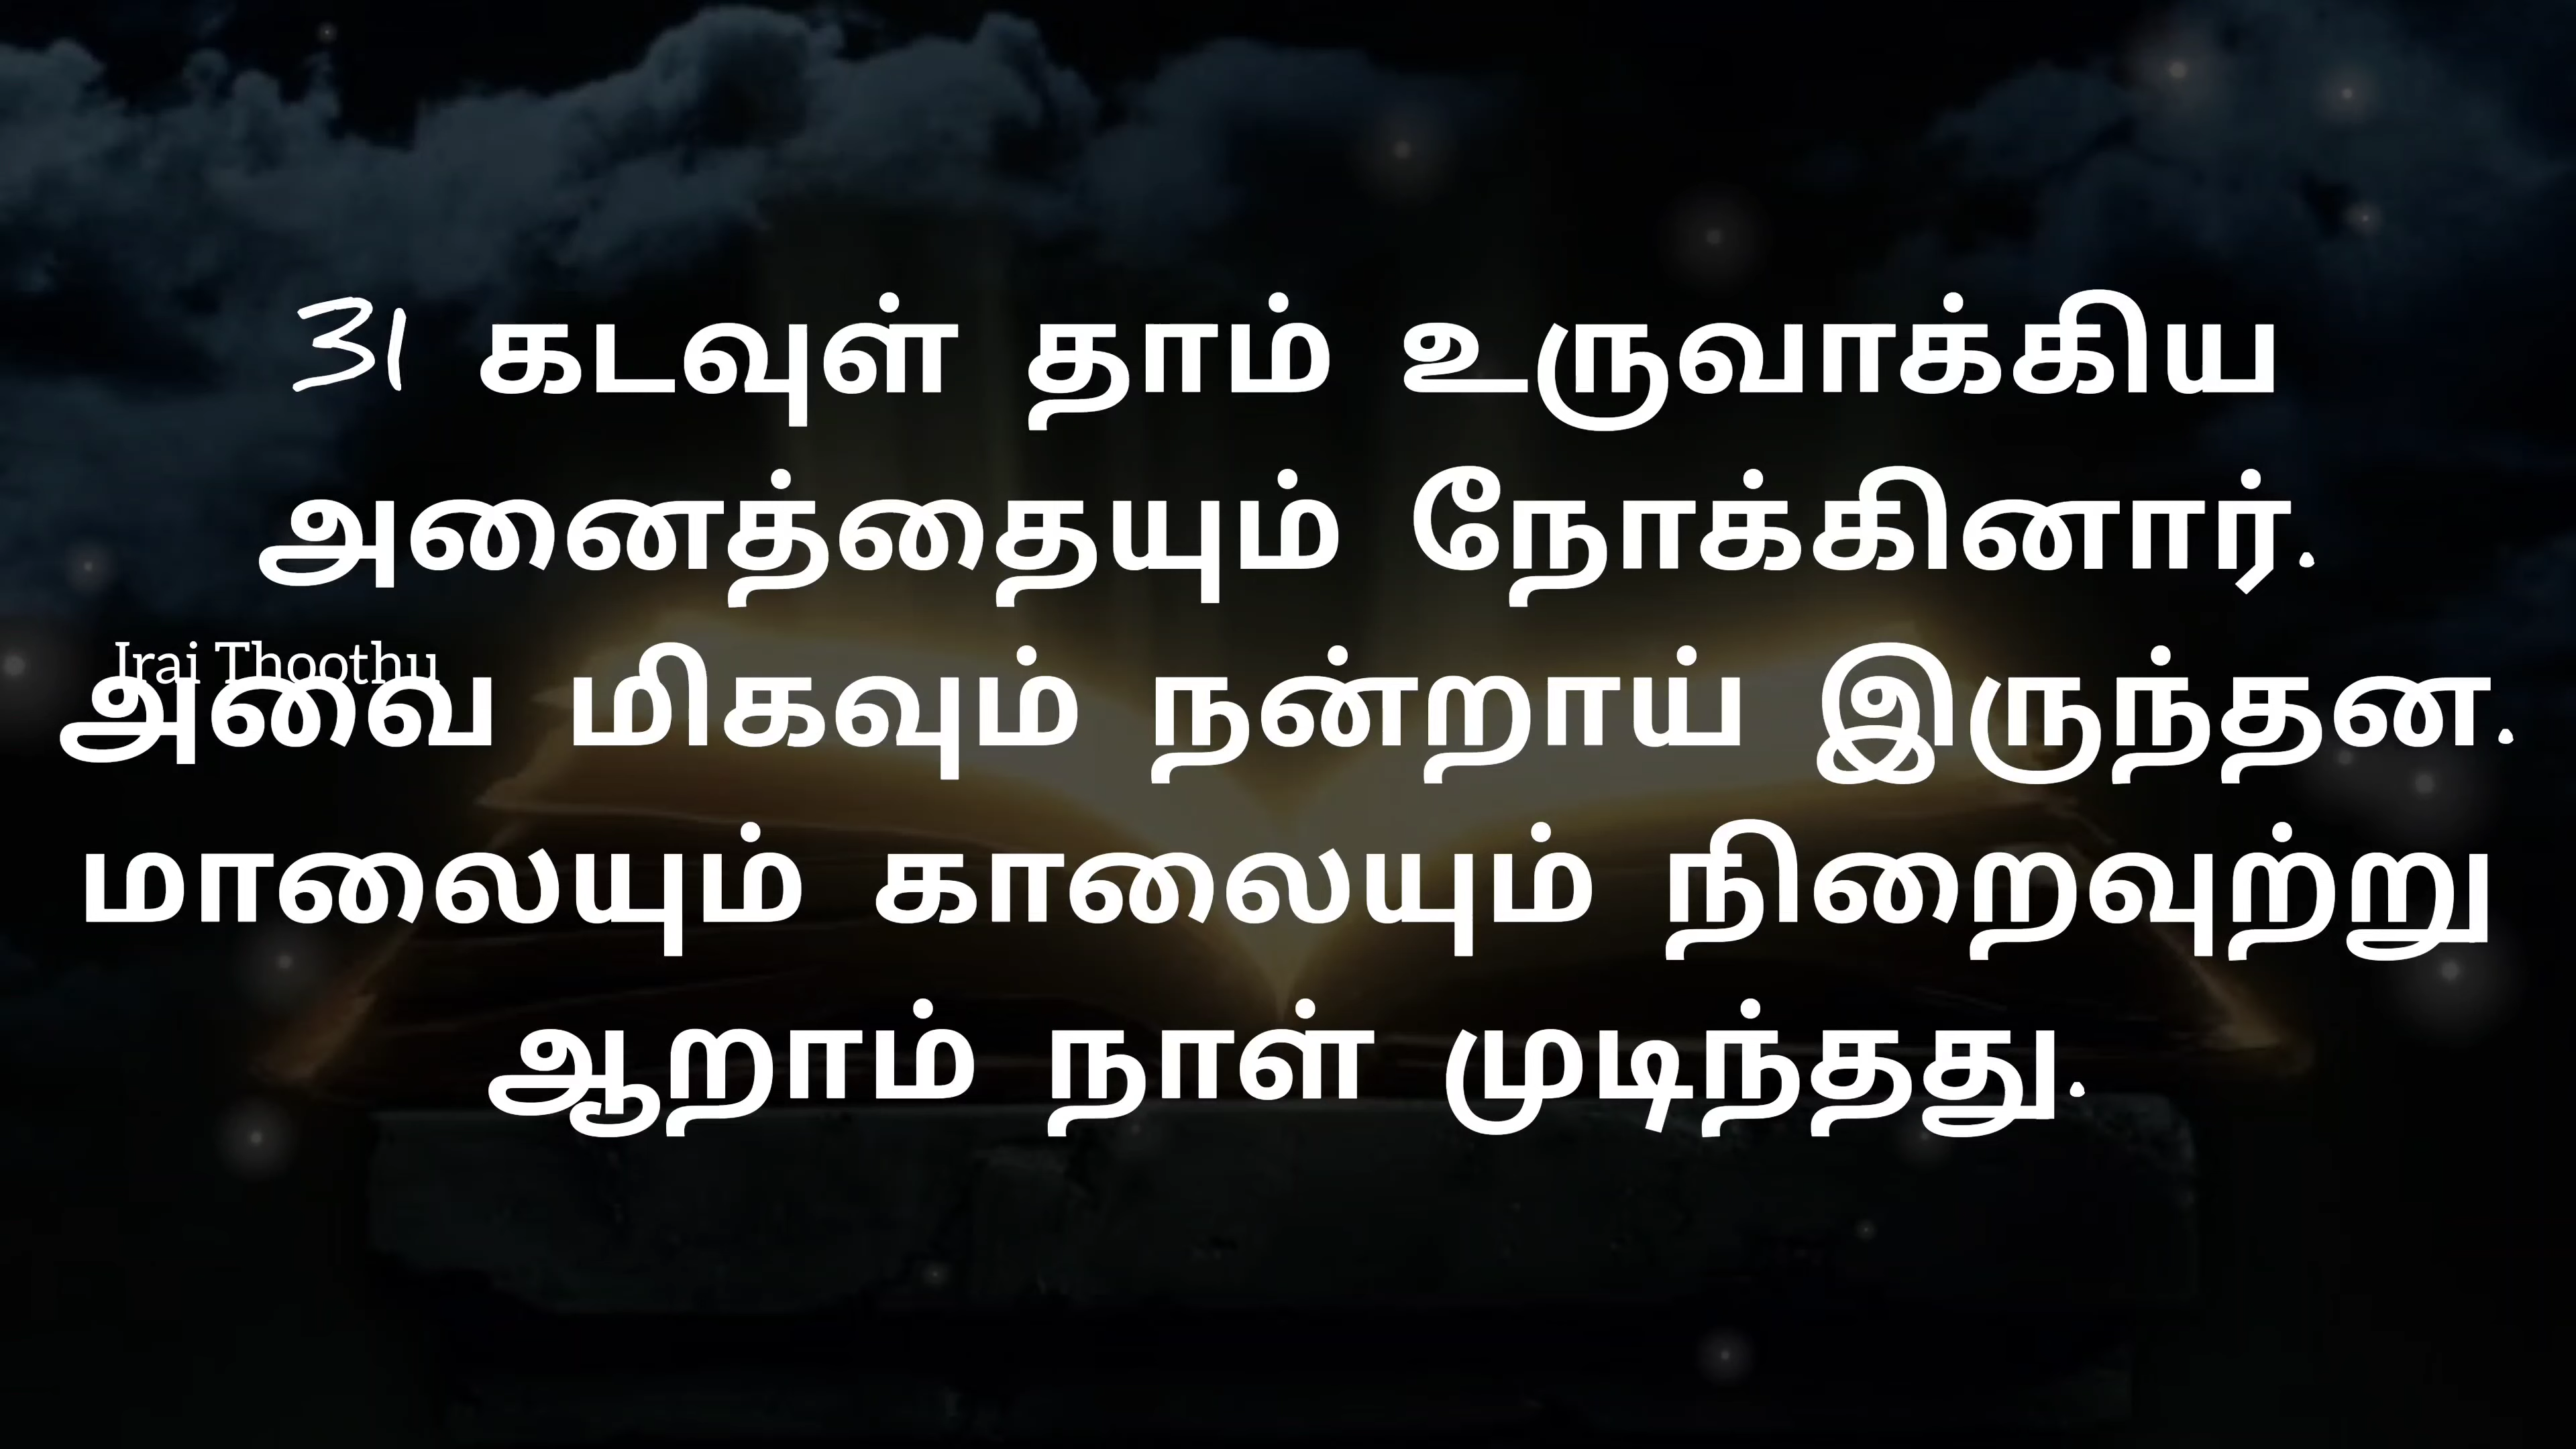 31 கடவுள் தாம் உருவாக்கிய
அனைத்தையும் நோக்கினார்.
Irai Thoothu
அவை மிகவும் நன்றாய் இருந்தன.
மாலையும் காலையும் நிறைவுற்று
ஆறாம் நாள் முடிந்தது.